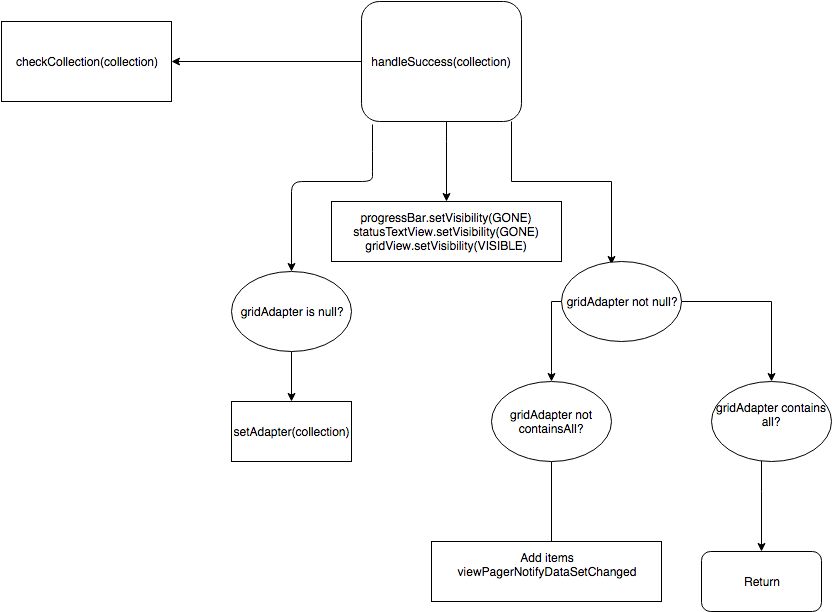 checkCollection(collection)
handleSuccess(collection)
progressBar.setVisibility(GONE)
statusTextView.setVisibility(GONE)
gridView.setVisibility(VISIBLE)
gridAdapter is null?
gridAdapter not null?
setAdapter(collection)
gridAdapter not
containsAll?
gridAdapter contains
all?
Add items
viewPagerNotifyDataSetChanged
Return